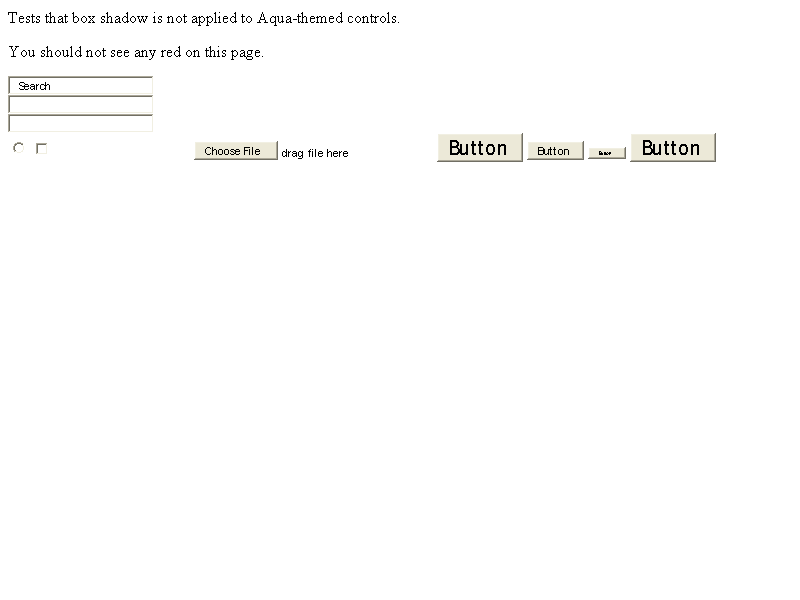 Tests that box shadow is not applied to Aqua-themed controls.
You should not see any red on this page.
Search
Choose File drag file here Button Button Button Button